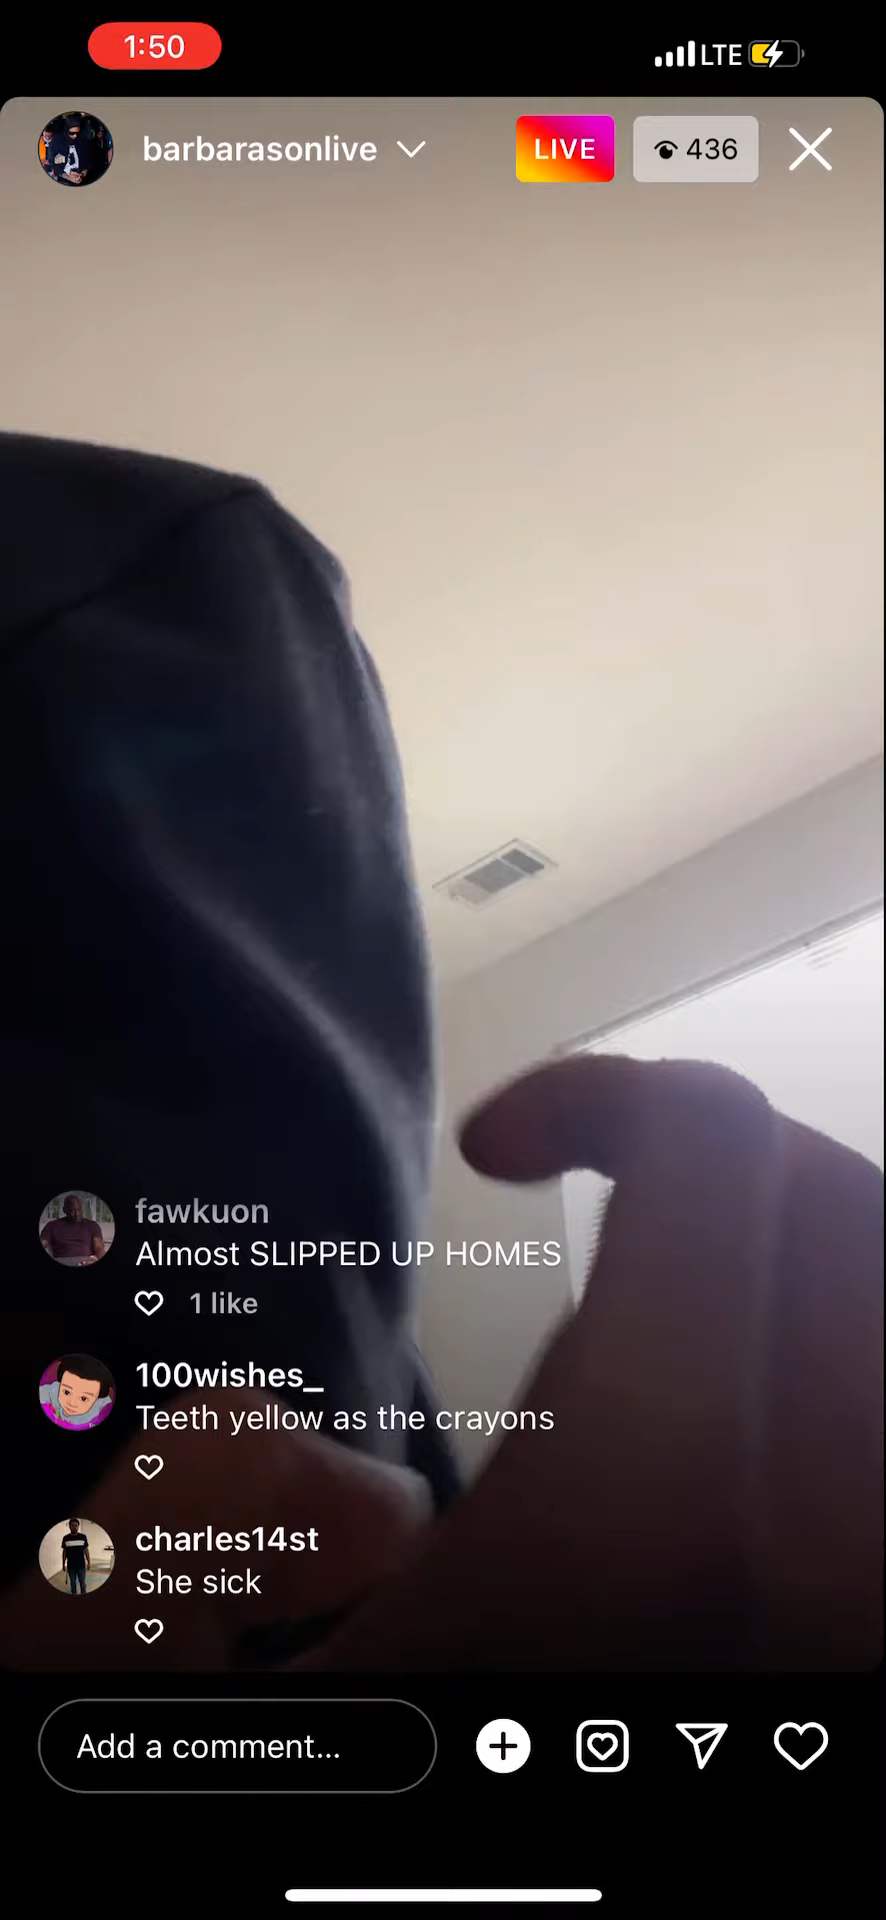 1:50
LTE
barbarasonlive
LIVE
436
fawkuon
Almost SLIPPED UP HOMES
1 like
100wishes_
Teeth yellow as the crayons
charles14st
She sick
Add a comment...